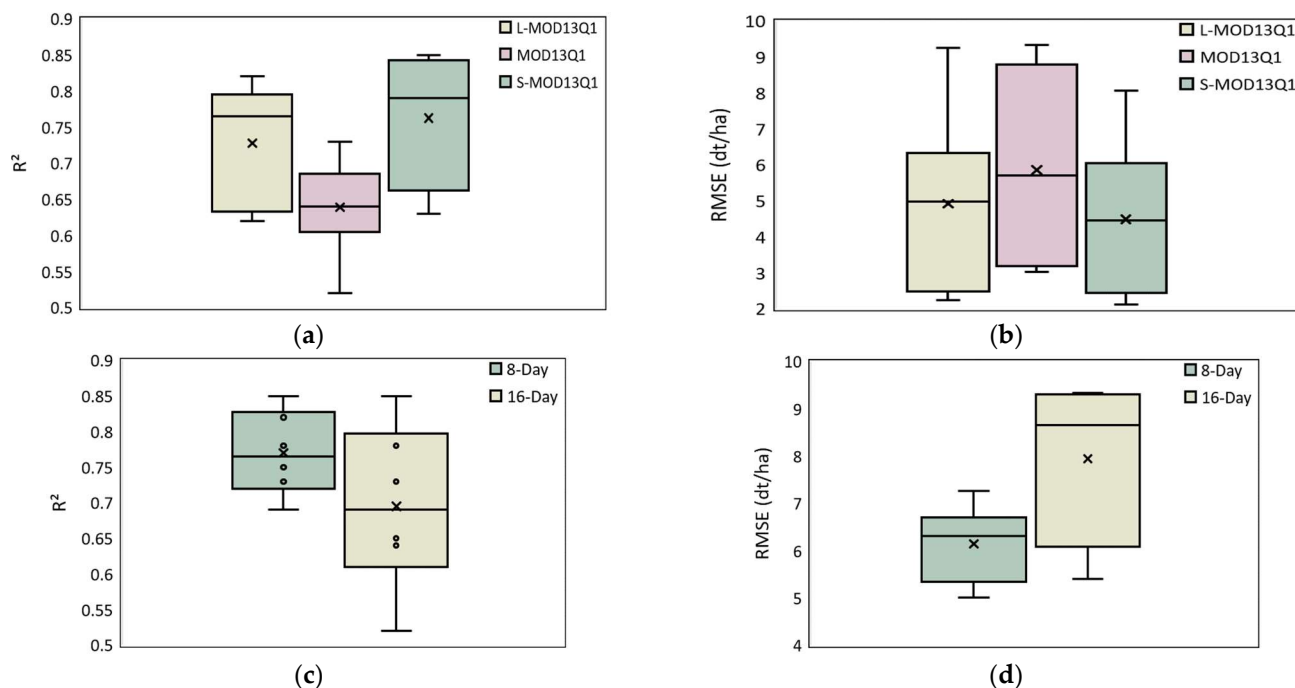 0.9
0.85
0.8
0.75
0.7
0.65
0.6
0.55
0.5
R²
L-MOD13Q1
MOD13Q1
S-MOD13Q1
(a)
10
9
8
7
6
5
4
3
2
RMSE (dt/ha)
L-MOD13Q1
MOD13Q1
S-MOD13Q1
(b)
0.9
0.85
0.8
0.75
0.7
0.65
0.6
0.55
0.5
R²
8-Day
16-Day
(c)
10
9
8
7
6
5
4
RMSE (dt/ha)
8-Day
16-Day
(d)